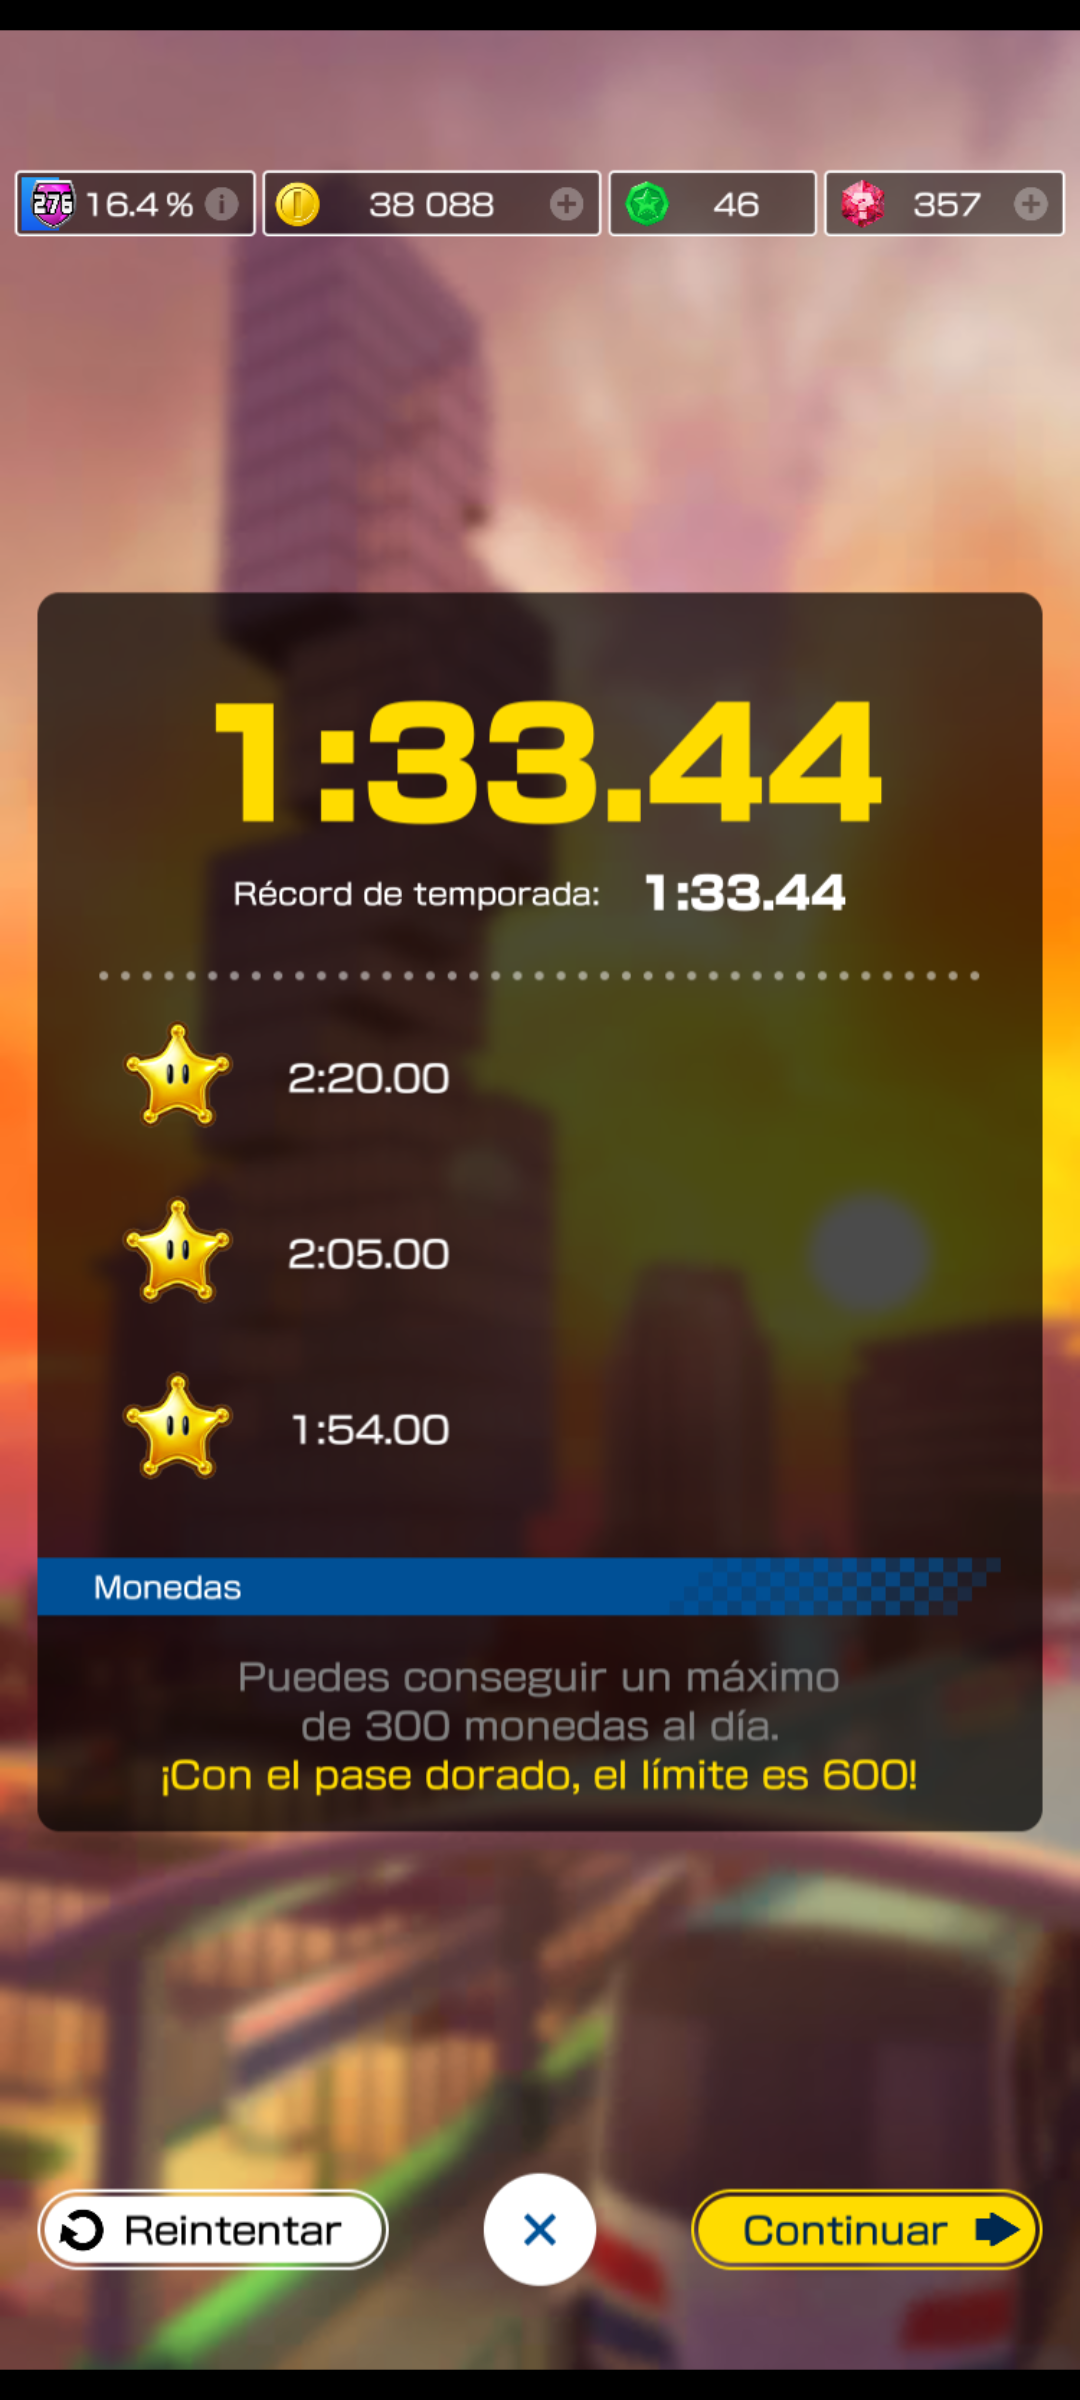 276 16.4 % i 38 088 + 46 ? 357 +
1:33.44
Récord de temporada: 1:33.44
2:20.00
2:05.00
1:54.00
Monedas
Puedes conseguir un máximo
de 300 monedas al día.
¡Con el pase dorado, el límite es 600!
Reintentar × Continuar